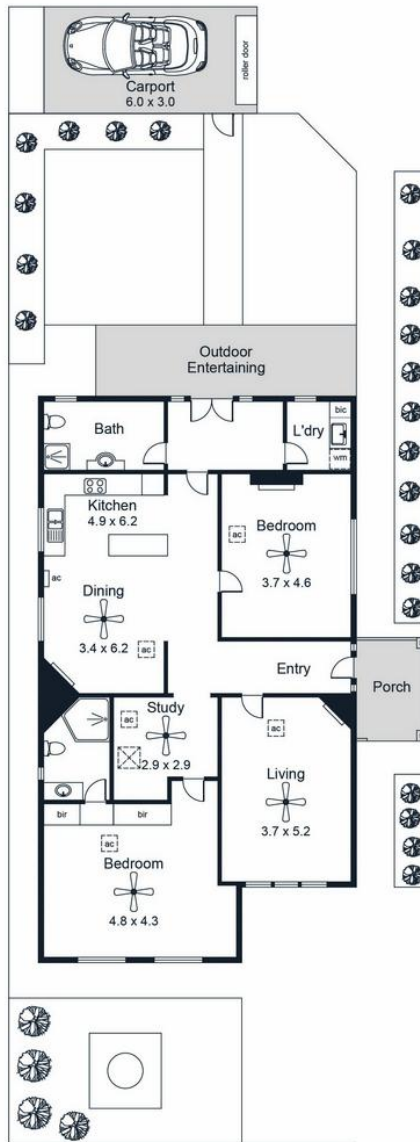 roller door
Carport
6.0 x 3.0
Outdoor
Entertaining
Bath
bic
L'dry
wm
Kitchen
4.9 x 6.2
Bedroom
ac
3.7 x 4.6
ac
Dining
3.4 x 6.2
ac
Entry
Porch
Study
ac
2.9 x 2.9
ac
Living
3.7 x 5.2
bir
bir
ac
Bedroom
4.8 x 4.3